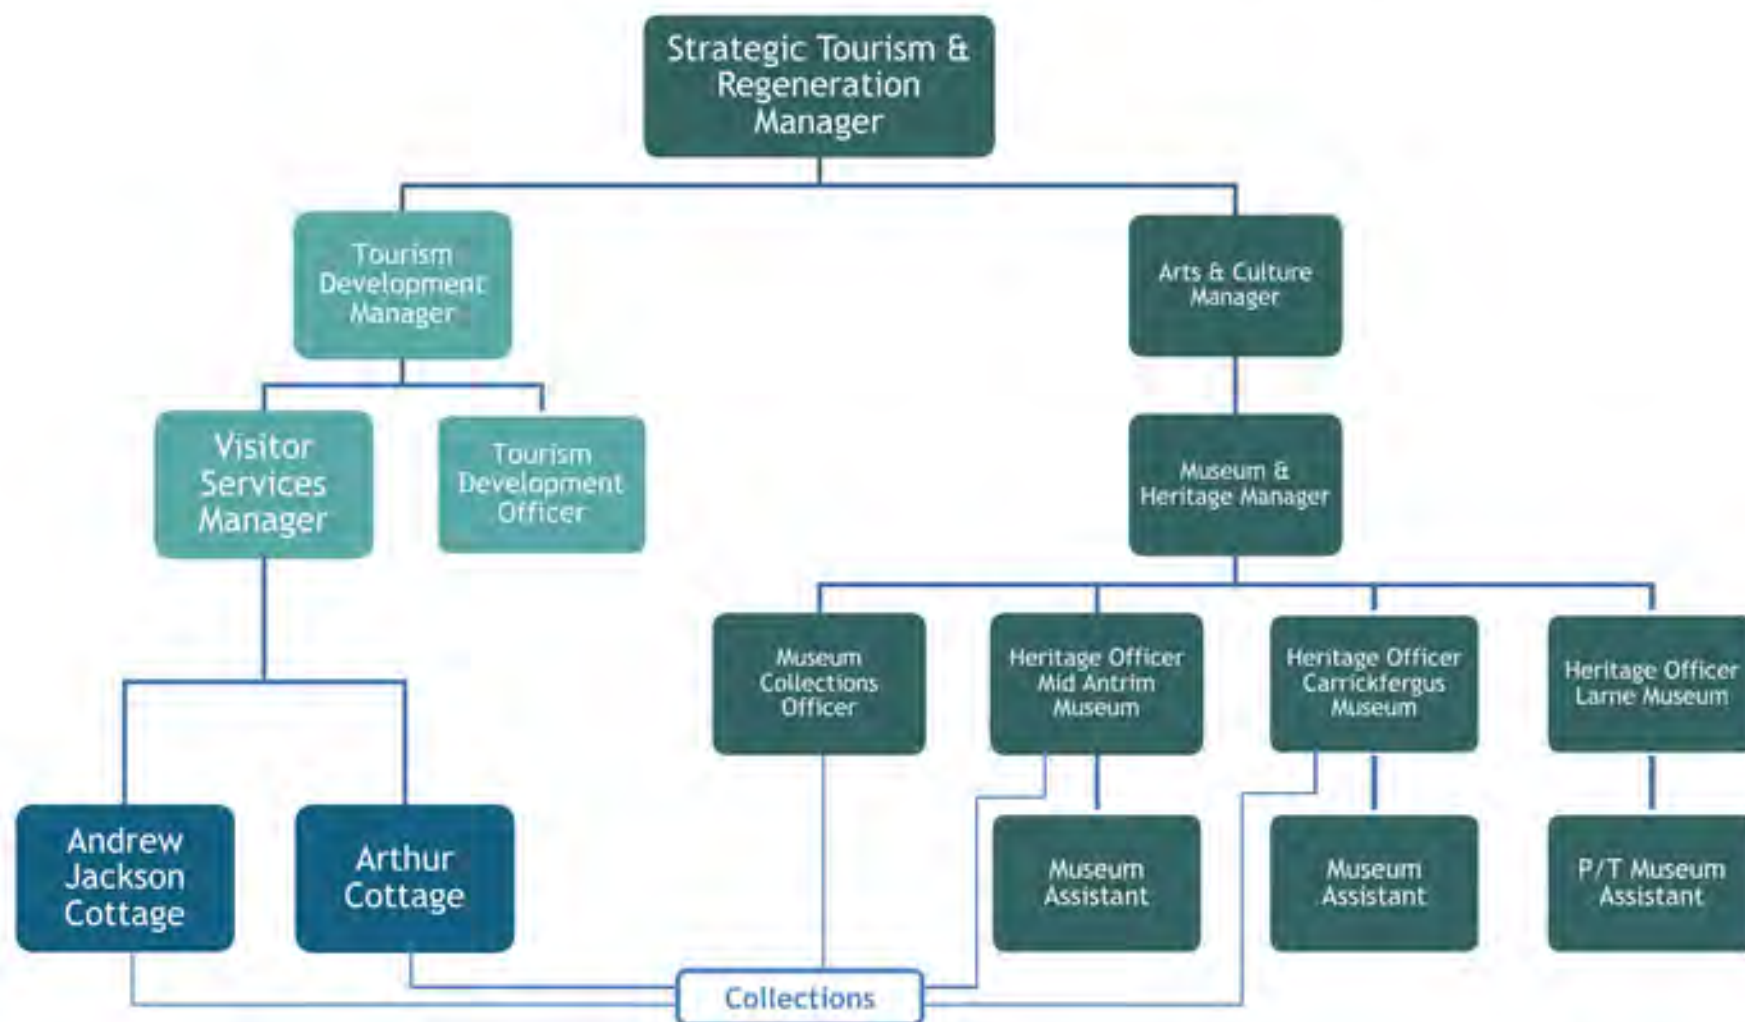 Strategic Tourism &
Regeneration
Manager
Tourism
Development
Manager
Arts & Culture
Manager
Visitor
Services
Manager
Tourism
Development
Officer
Museum &
Heritage Manager
Museum
Collections
Officer
Heritage Officer
Mid Antrim
Museum
Heritage Officer
Carrickfergus
Museum
Heritage Officer
Larne Museum
Andrew
Jackson
Cottage
Arthur
Cottage
Museum
Assistant
Museum
Assistant
P/T Museum
Assistant
Collections